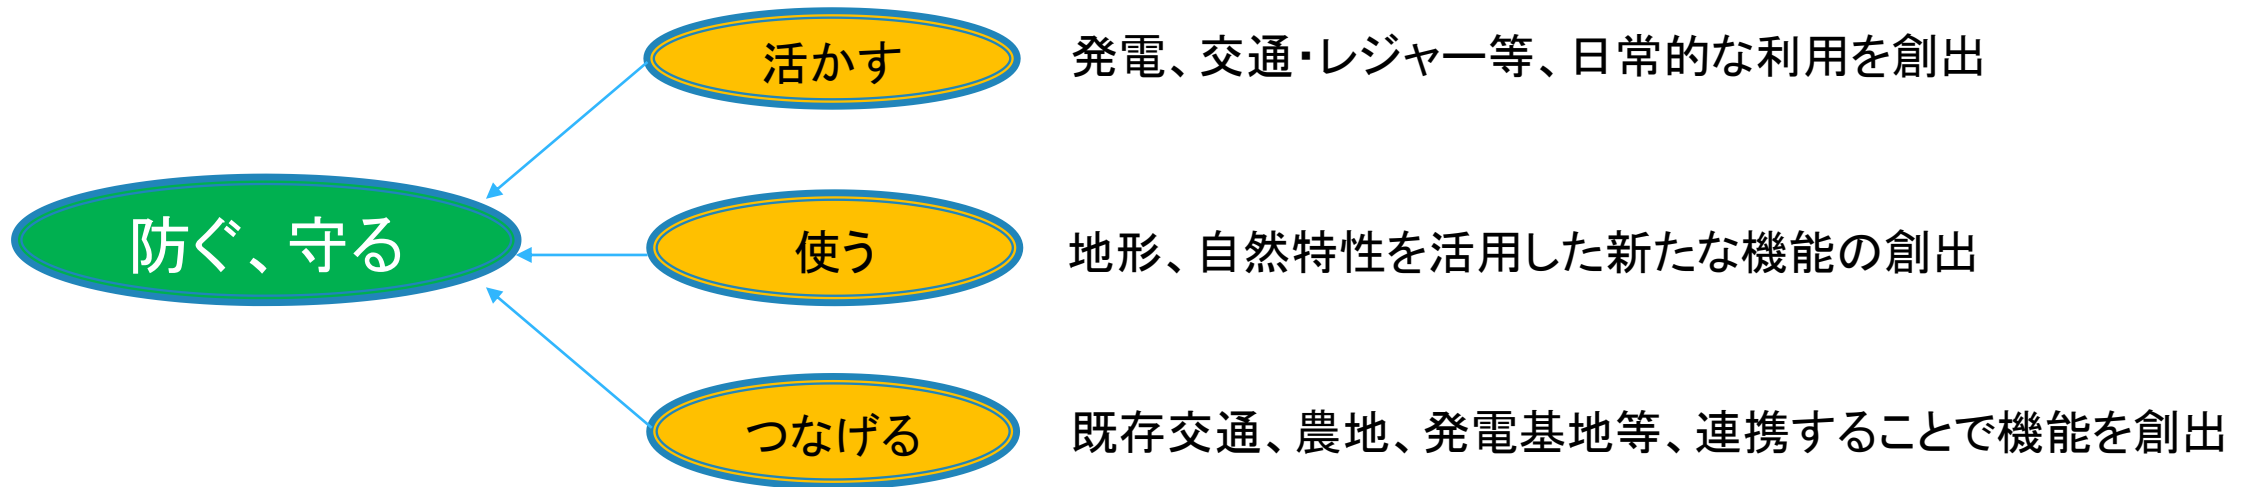 活かす
発電、交通・レジャー等、日常的な利用を創出
防ぐ、守る
使う
地形、自然特性を活用した新たな機能の創出
つなげる
既存交通、農地、発電基地等、連携することで機能を創出